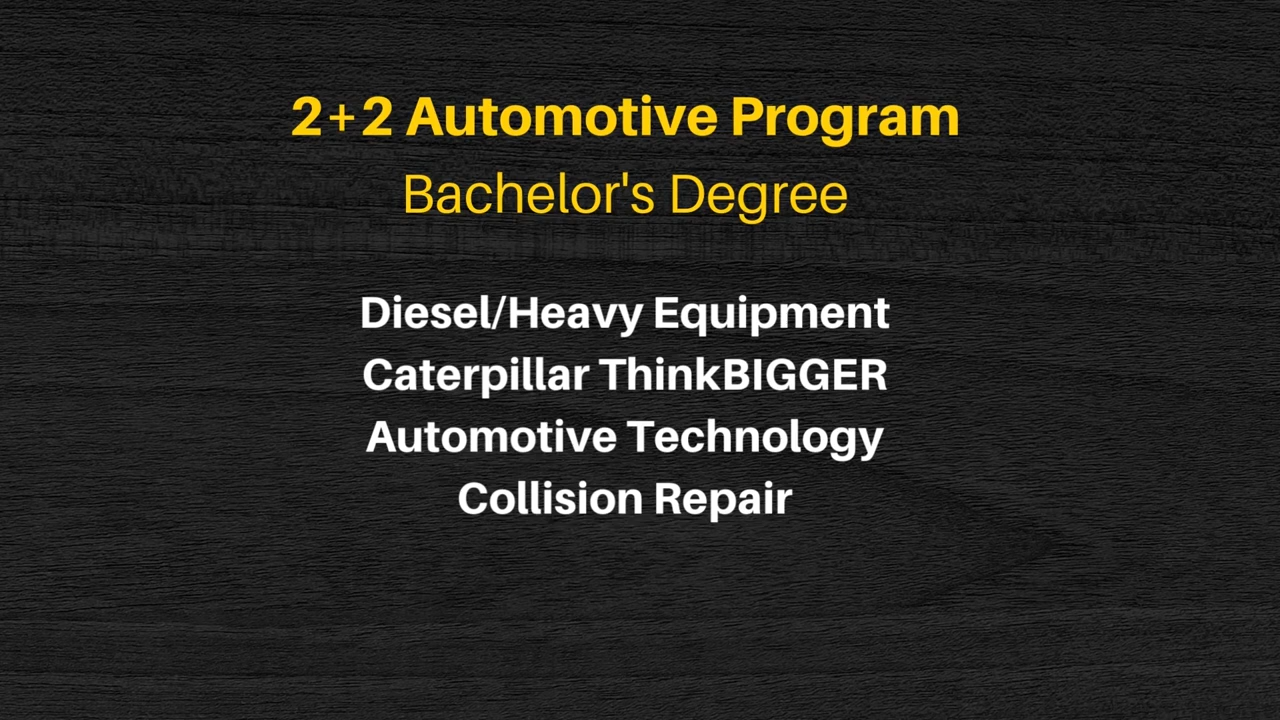 2+2 Automotive Program
Bachelor's Degree
Diesel/Heavy Equipment
Caterpillar ThinkBIGGER
Automotive Technology
Collision Repair